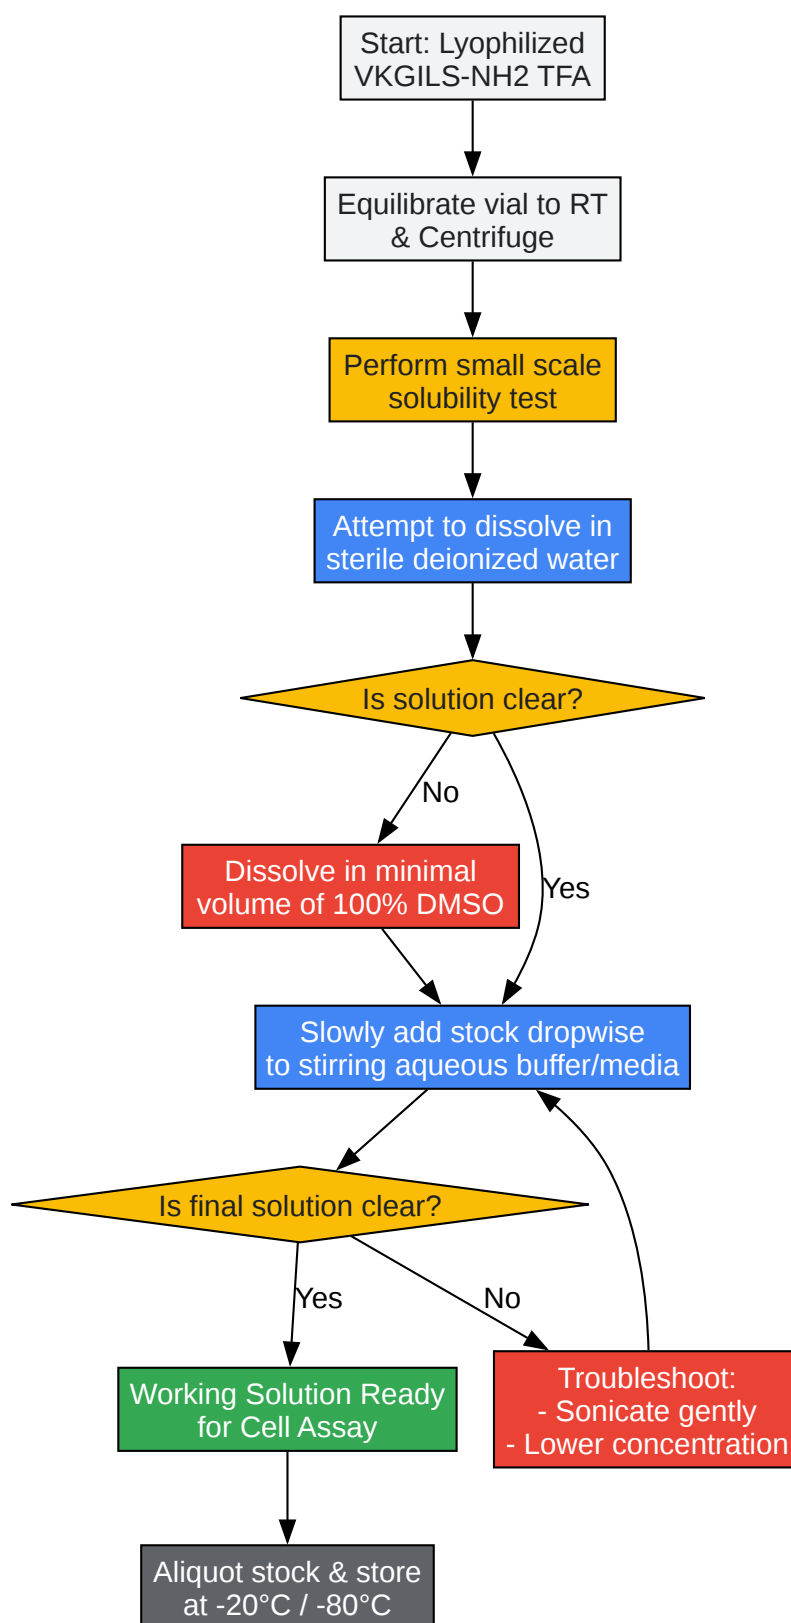 Start: Lyophilized
VKGILS-NH2 TFA
Equilibrate vial to RT
& Centrifuge
Perform small scale
solubility test
Attempt to dissolve in
sterile deionized water
Is solution clear?
No
Yes
Dissolve in minimal
volume of 100% DMSO
Slowly add stock dropwise
to stirring aqueous buffer/media
Is final solution clear?
Yes
No
Working Solution Ready
for Cell Assay
Troubleshoot:
- Sonicate gently
- Lower concentration
Aliquot stock & store
at -20°C / -80°C